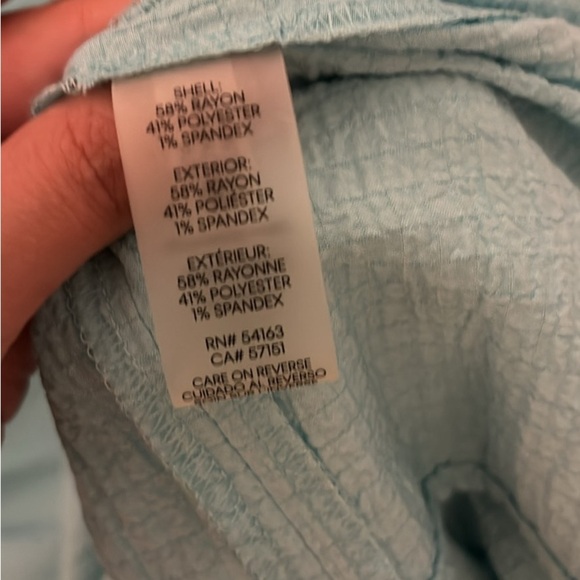 SHELL:
58% RAYON
41% POLYESTER
1% SPANDEX
EXTERIOR:
58% RAYON
41% POLIÉSTER
1% SPANDEX
EXTÉRIEUR:
58% RAYONNE
41% POLYESTER
1% SPANDEX
RN# 54163
CA# 57151
CARE ON REVERSE
CUIDADO AL REVERSO